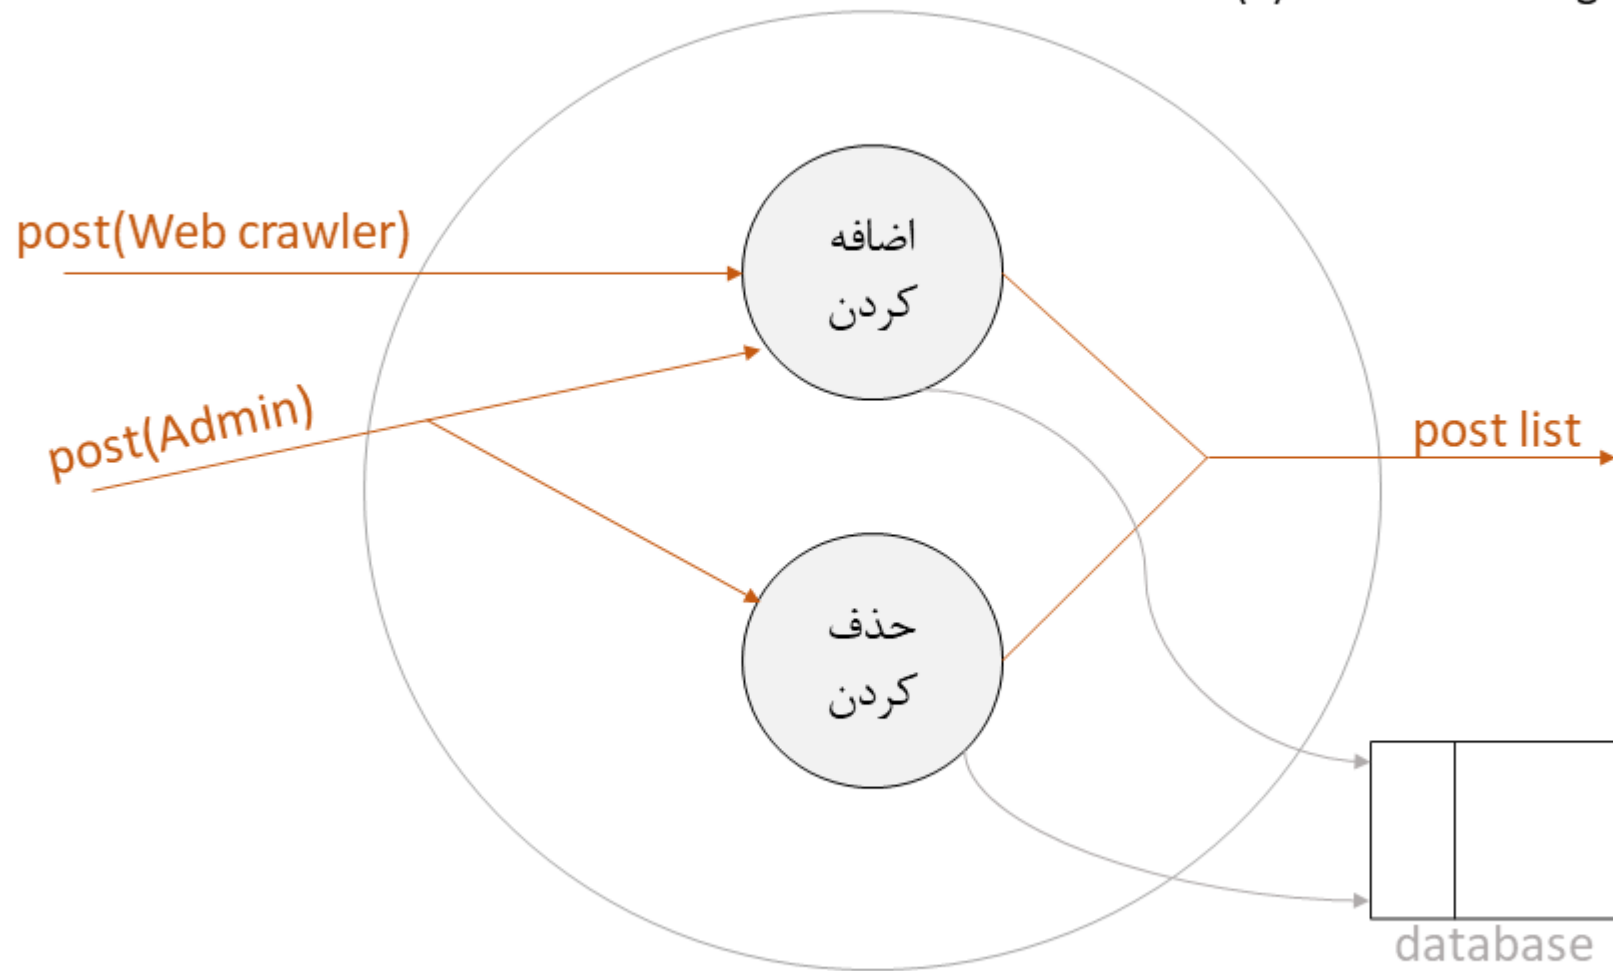 post(Web crawler)
اضافه
کردن
post(Admin)
post list
حذف
کردن
database